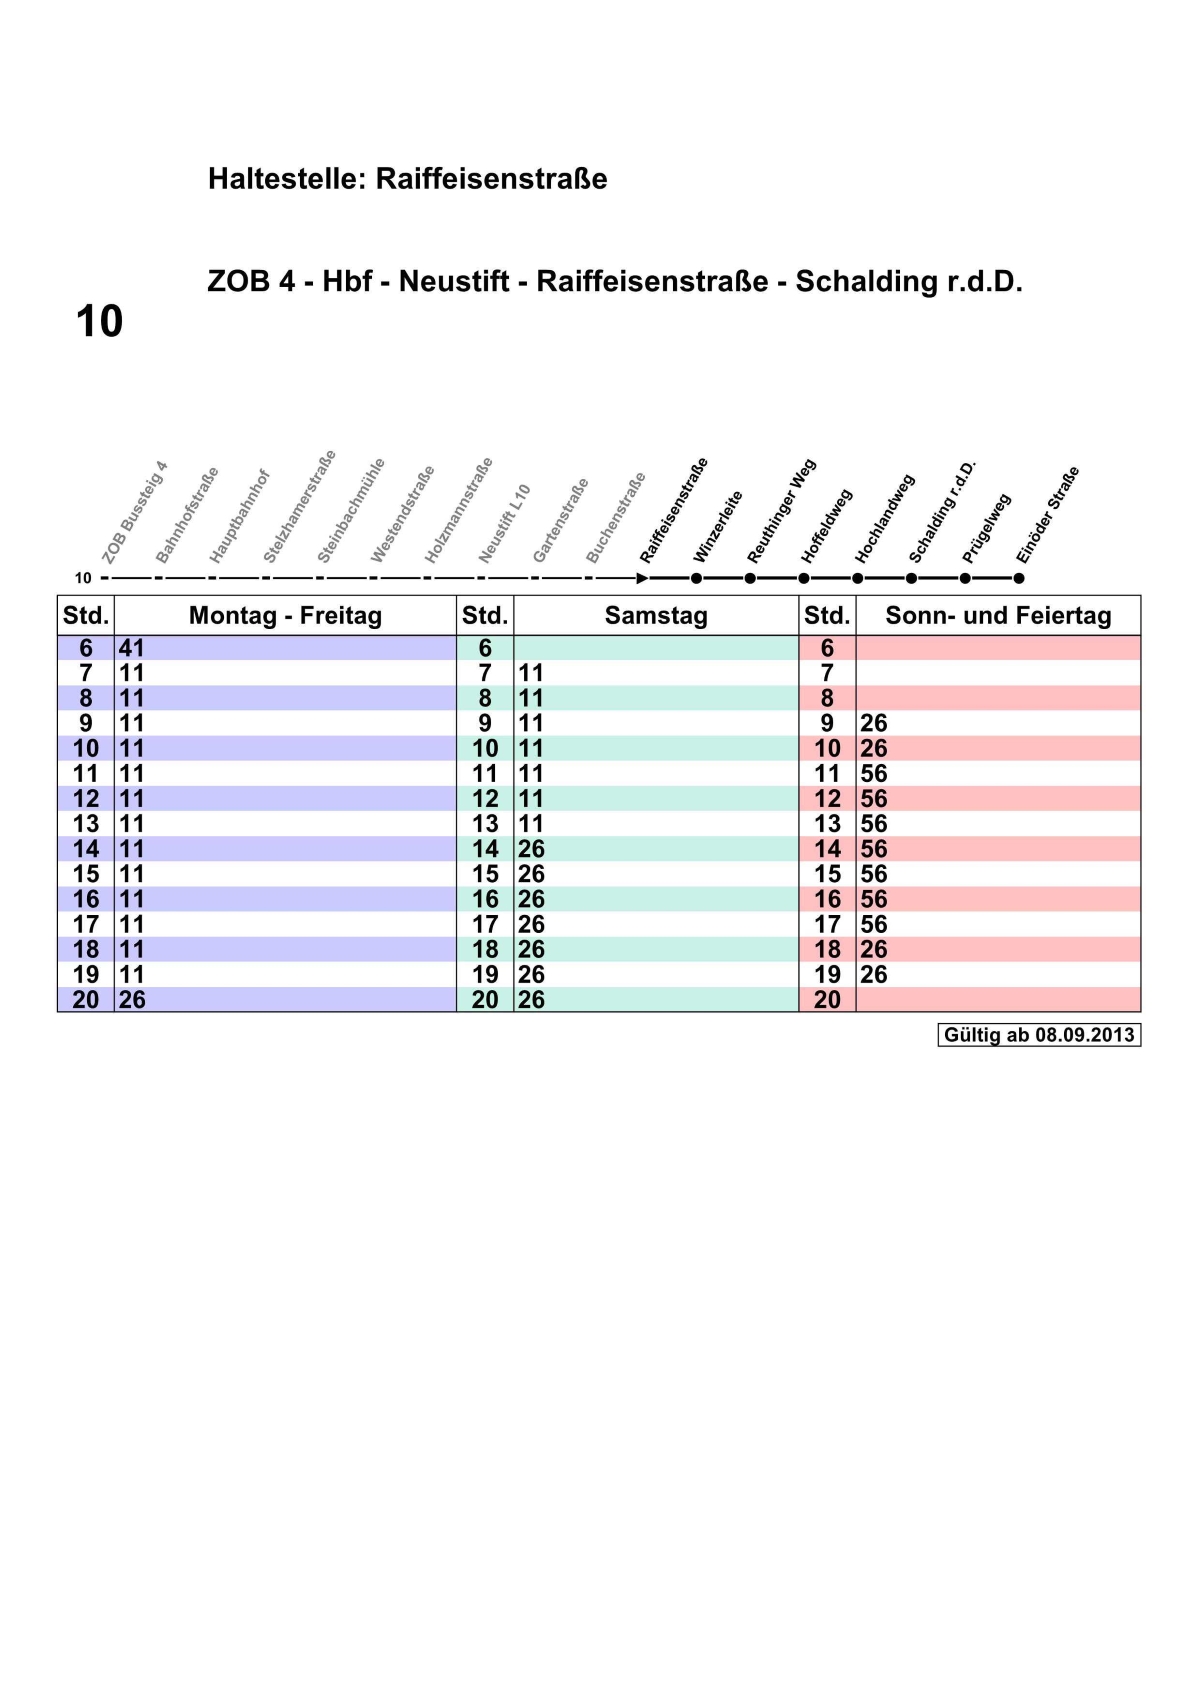 Haltestelle: Raiffeisenstraße
ZOB 4 - Hbf - Neustift - Raiffeisenstraße - Schalding r.d.D.
10
ZOB Bussteig 4
Bahnhofstraße
Hauptbahnhof
Stelzhamerstraße
Steinbachmühle
Westendstraße
Holzmannstraße
Neustift L10
Gartenstraße
Buchenstraße
Raiffeisenstraße
Winzerleite
Reuthinger Weg
Hoffeldweg
Hochlandweg
Schalding r.d.D.
Prügelweg
Einöder Straße
10
Std. Montag - Freitag Std. Samstag Std. Sonn- und Feiertag
6 41 6 6
7 11 7 11 7
8 11 8 11 8
9 11 9 11 9 26
10 11 10 11 10 26
11 11 11 11 11 56
12 11 12 11 12 56
13 11 13 11 13 56
14 11 14 26 14 56
15 11 15 26 15 56
16 11 16 26 16 56
17 11 17 26 17 56
18 11 18 26 18 26
19 11 19 26 19 26
20 26 20 26 20
Gültig ab 08.09.2013